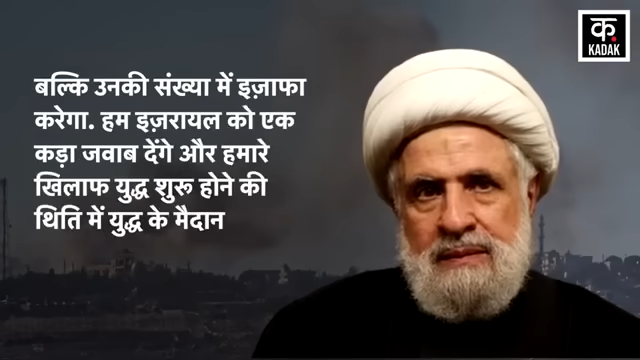 क.
KADAK
बल्कि उनकी संख्या में इज़ाफा
करेगा. हम इज़रायल को एक
कड़ा जवाब देंगे और हमारे
खिलाफ युद्ध शुरू होने की
थिति में युद्ध के मैदान